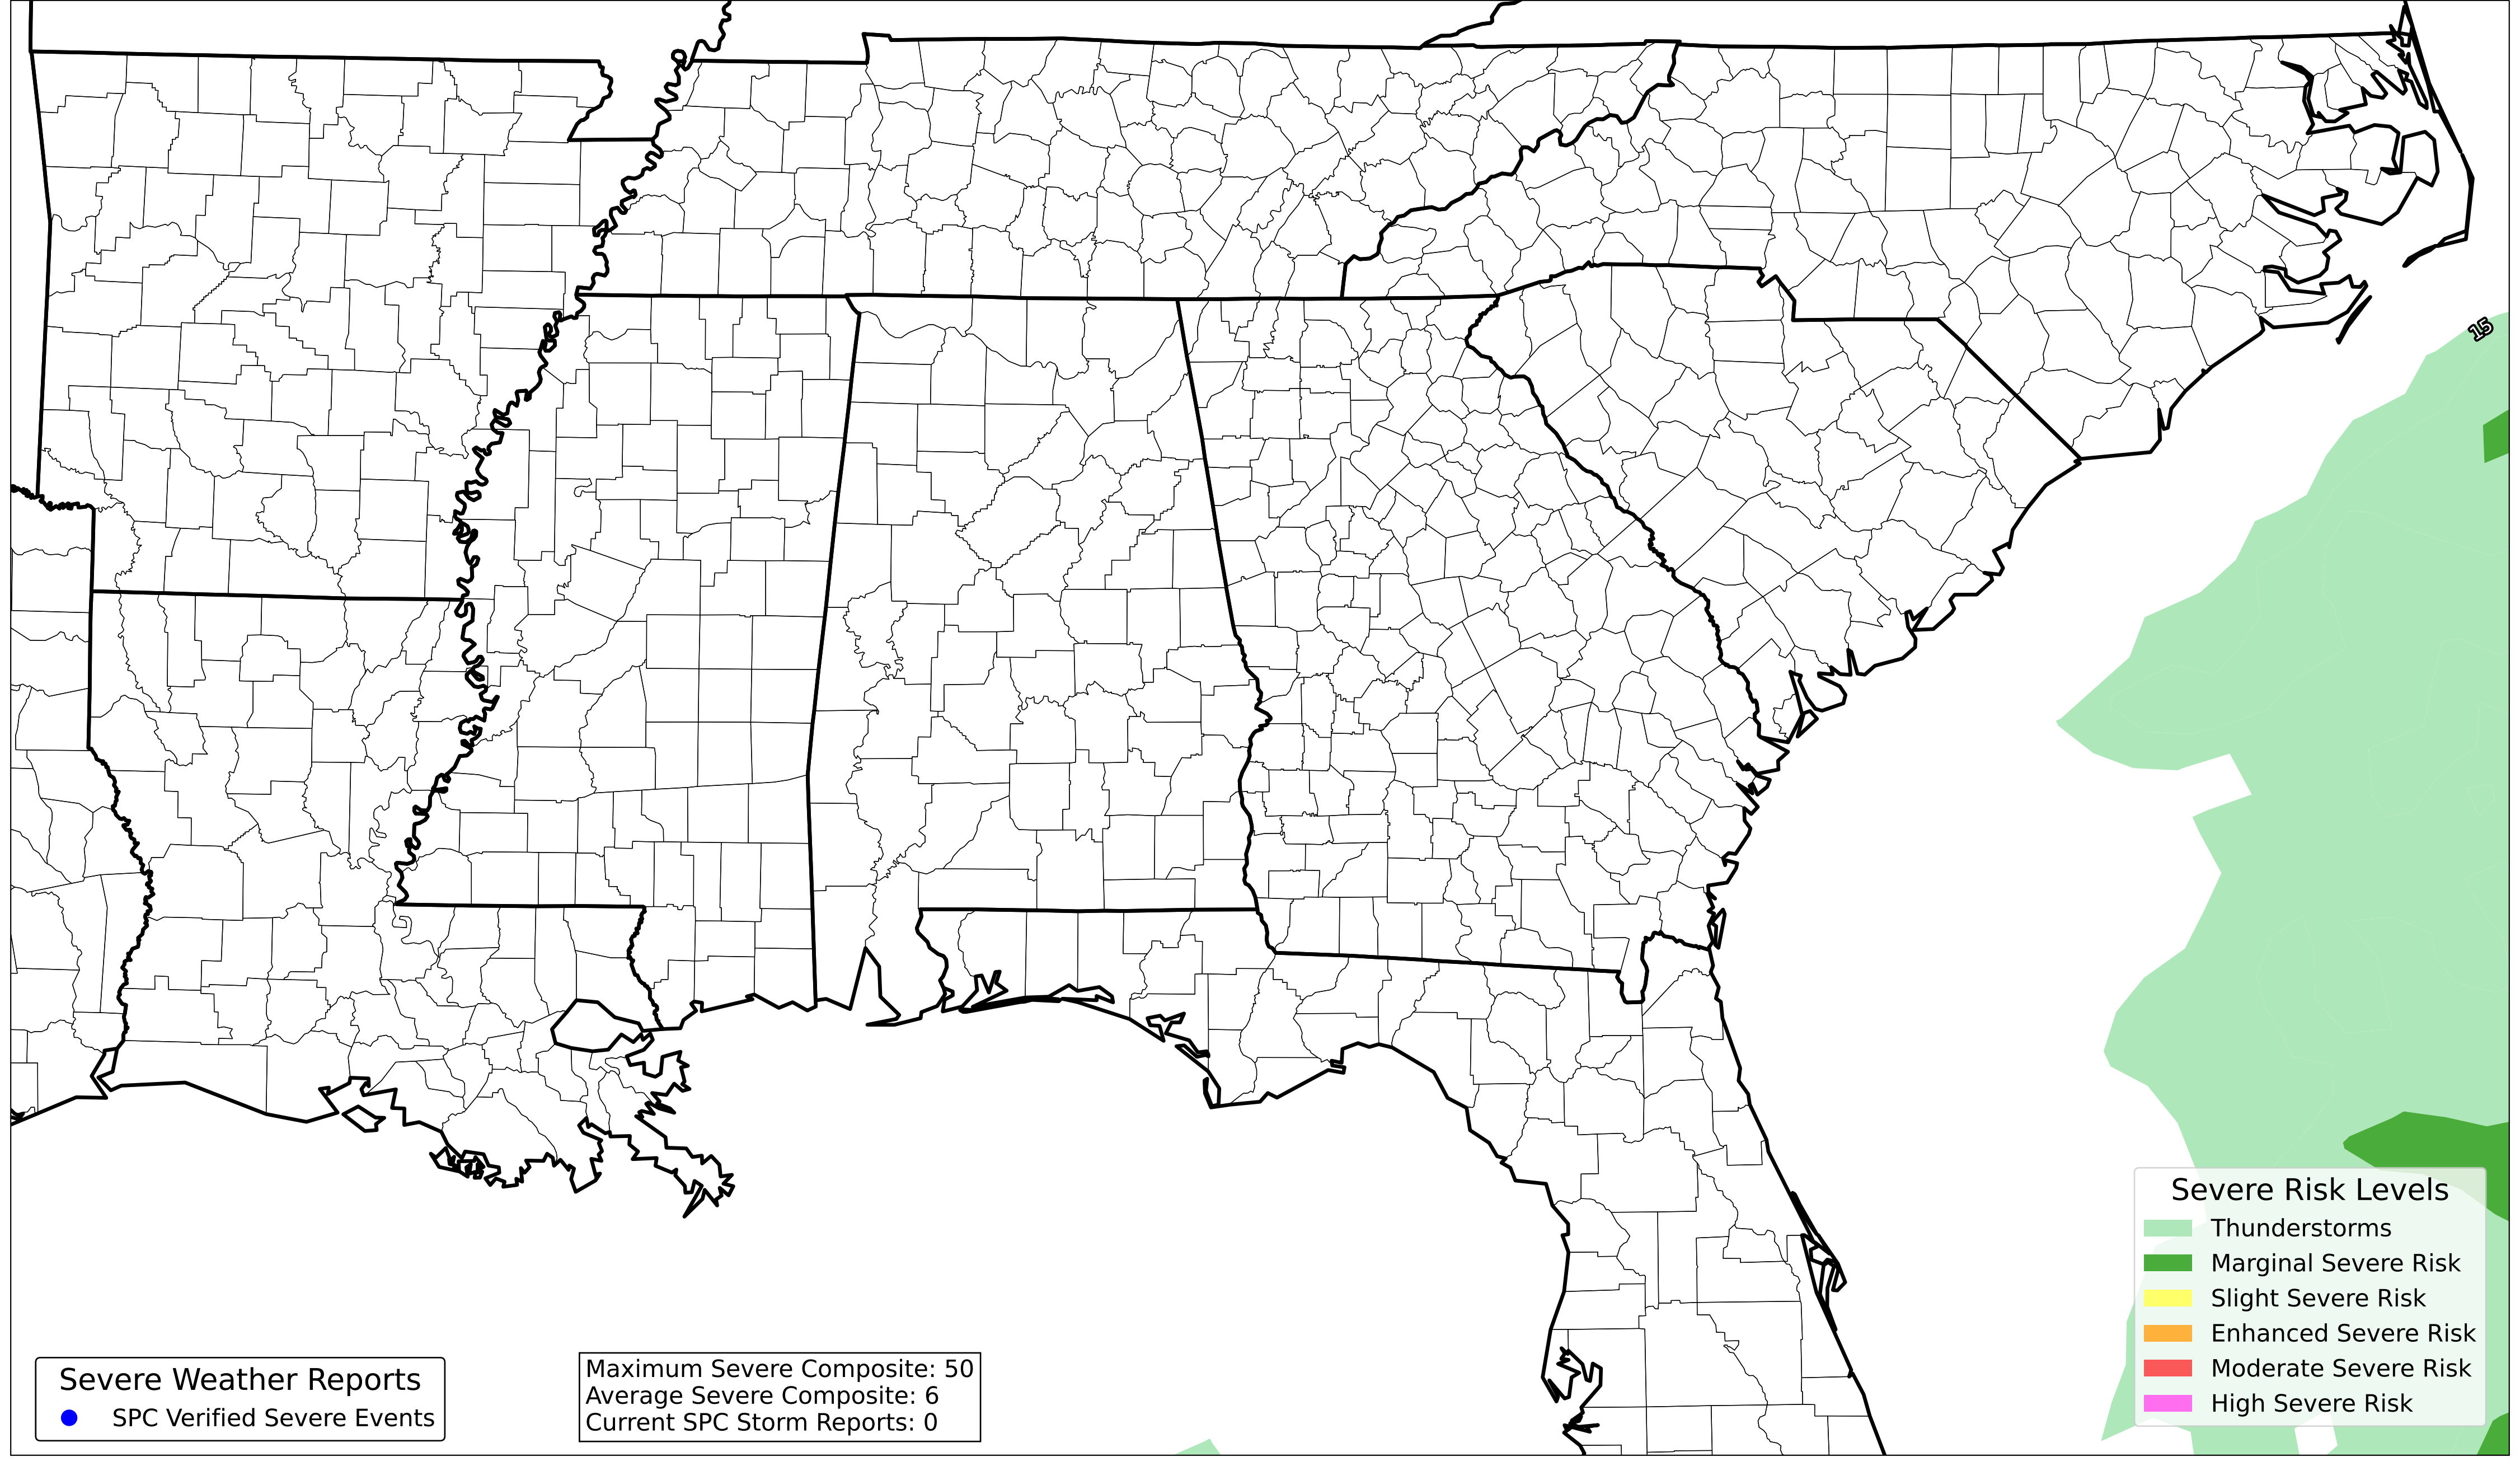 15
Severe Risk Levels
Thunderstorms
Marginal Severe Risk
Slight Severe Risk
Enhanced Severe Risk
Moderate Severe Risk
High Severe Risk
Severe Weather Reports
SPC Verified Severe Events
Maximum Severe Composite: 50
Average Severe Composite: 6
Current SPC Storm Reports: 0